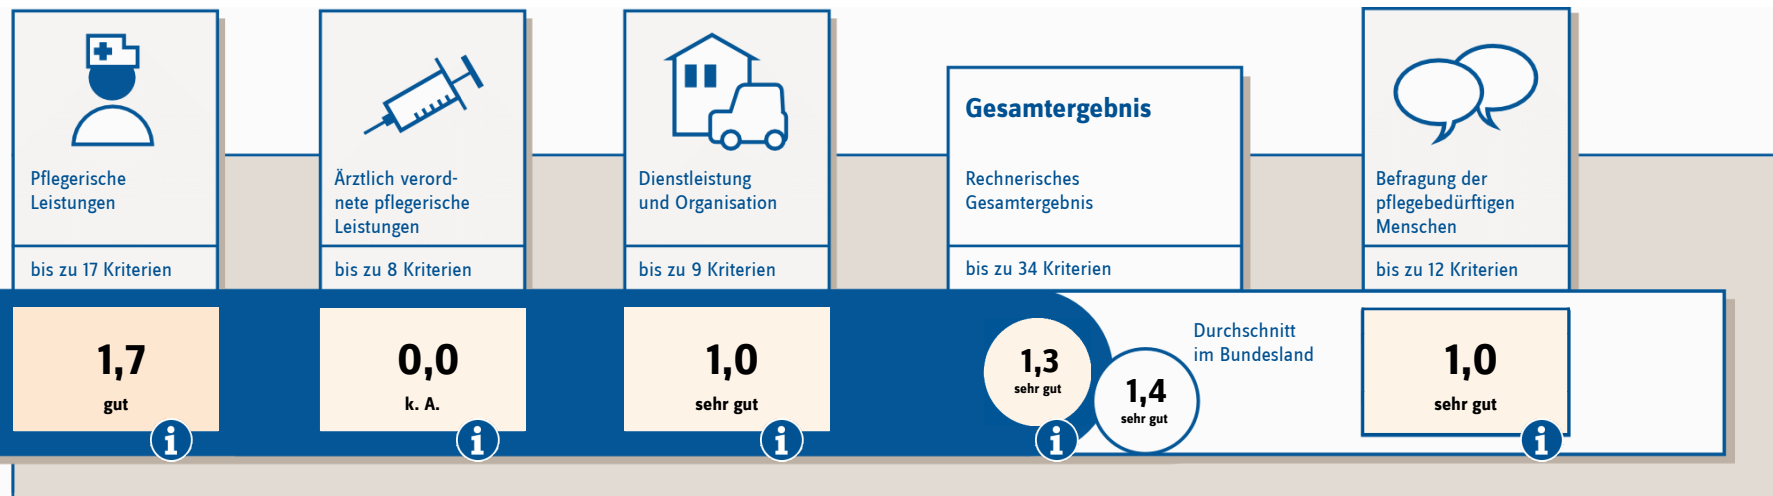 Pflegerische
Leistungen
bis zu 17 Kriterien
1,7
gut
i
Ärztlich verord-
nete pflegerische
Leistungen
bis zu 8 Kriterien
0,0
k. A.
i
Dienstleistung
und Organisation
bis zu 9 Kriterien
1,0
sehr gut
i
Gesamtergebnis
Rechnerisches
Gesamtergebnis
bis zu 34 Kriterien
1,3
sehr gut
i
1,4
sehr gut
Durchschnitt
im Bundesland
Befragung der
pflegebedürftigen
Menschen
bis zu 12 Kriterien
1,0
sehr gut
i